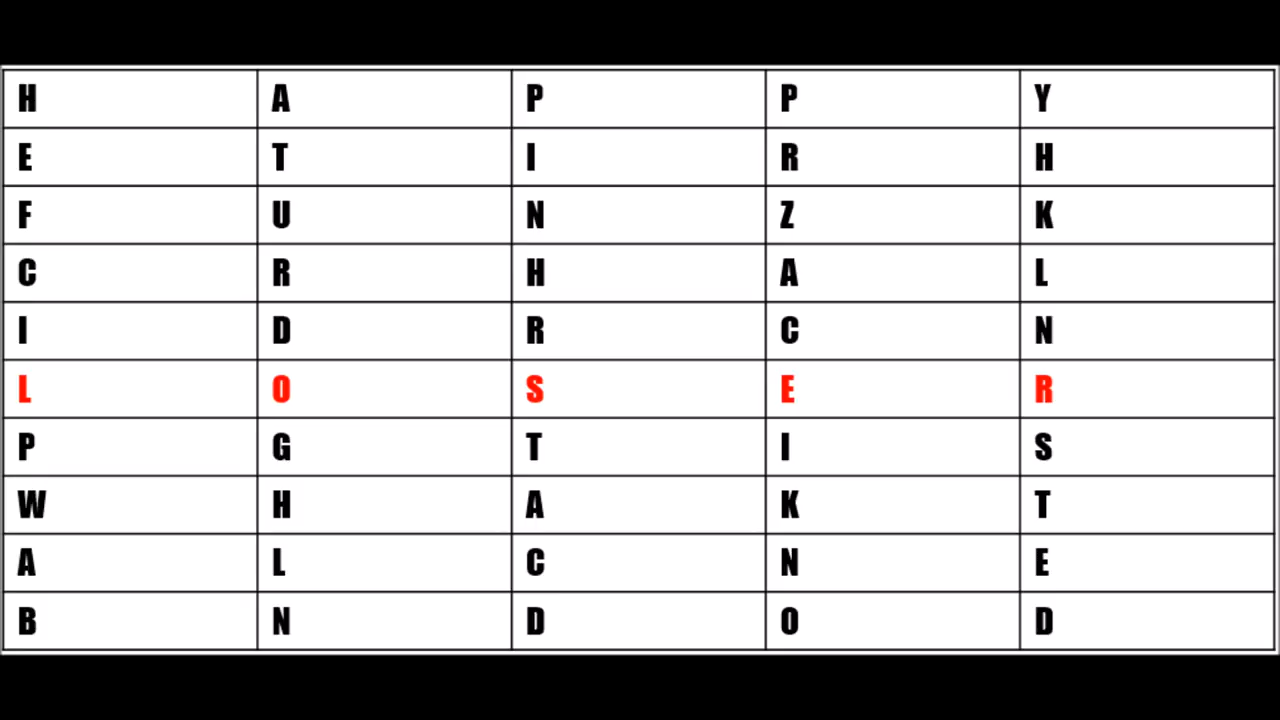 H A P P Y
E T I R H
F U N Z K
C R H A L
I D R C N
L O S E R
P G T I S
W H A K T
A L C N E
B N D O D